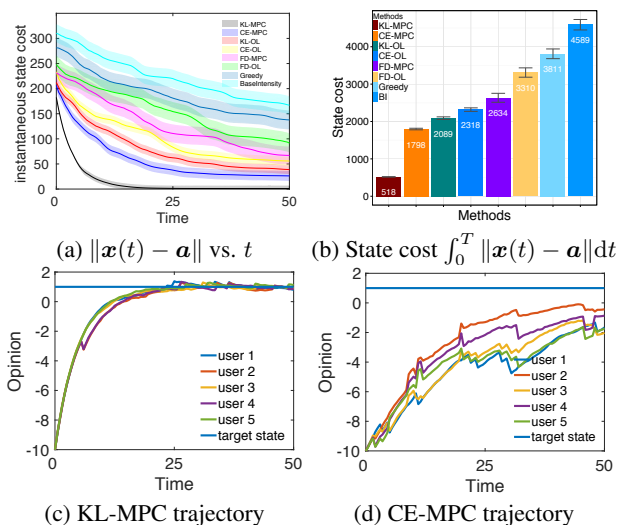 instantaneous state cost
300
250
200
150
100
50
0
KL-MPC
CE-MPC
KL-OL
CE-OL
FD-MPC
FD-OL
Greedy
BaseIntensity
0 25 50
Time
(a) ‖x(t) − a‖ vs. t
State cost
4000
2000
0
Methods
KL-MPC
CE-MPC
KL-OL
CE-OL
FD-MPC
FD-OL
Greedy
BI
518
1798
2089
2318
2634
3310
3811
4589
Methods
(b) State cost ∫₀ᵀ ‖x(t) − a‖dt
Opinion
2
0
-2
-4
-6
-8
-10
user 1
user 2
user 3
user 4
user 5
target state
0 25 50
Time
(c) KL-MPC trajectory
Opinion
2
0
-2
-4
-6
-8
-10
user 1
user 2
user 3
user 4
user 5
target state
0 25 50
Time
(d) CE-MPC trajectory